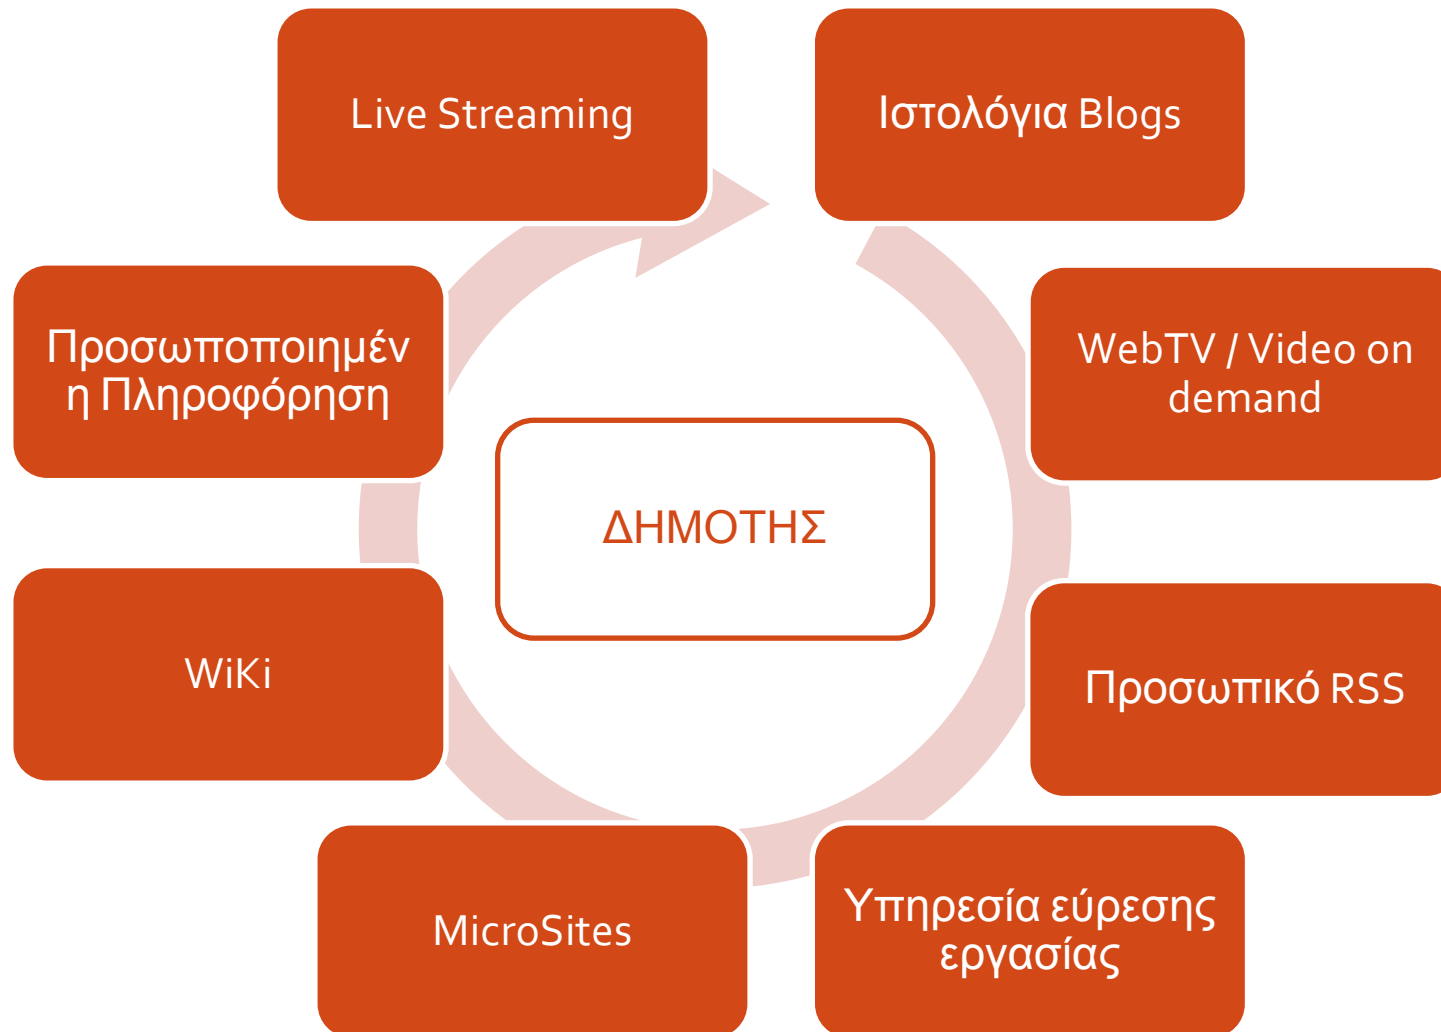 Live Streaming
Ιστολόγια Blogs
Προσωποποιημέν
η Πληροφόρηση
WebTV / Video on
demand
ΔΗΜΟΤΗΣ
WiKi
Προσωπικό RSS
MicroSites
Υπηρεσία εύρεσης
εργασίας